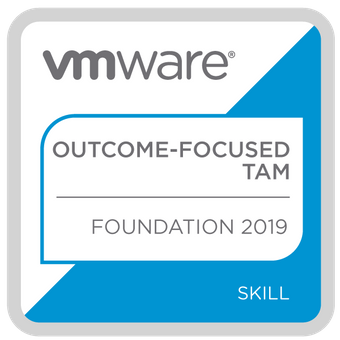 vmware®
OUTCOME-FOCUSED
TAM
FOUNDATION 2019
SKILL